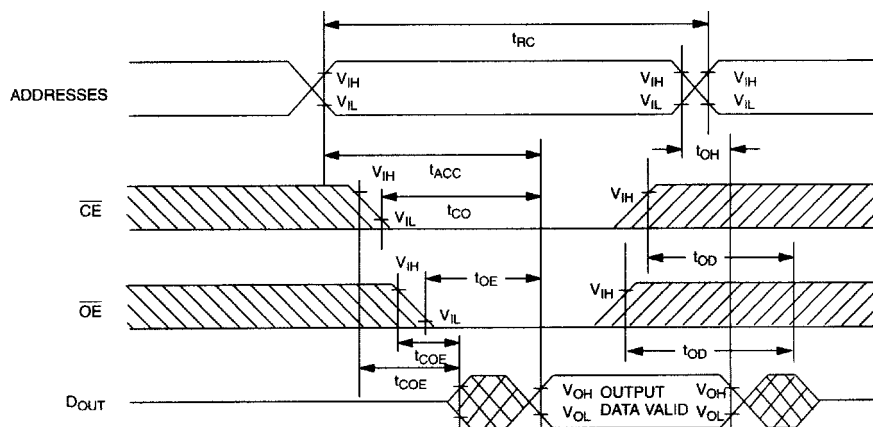 tRC
ADDRESSES
VIH VIH VIH
VIL VIL VIL
tOH
tACC
VIH VIH
CE
tCO
VIL
tOD
VIH
OE
tOE VIH
VIL
tCOE tOD
tCOE
DOUT
VOH OUTPUT VOH
VOL DATA VALID VOL